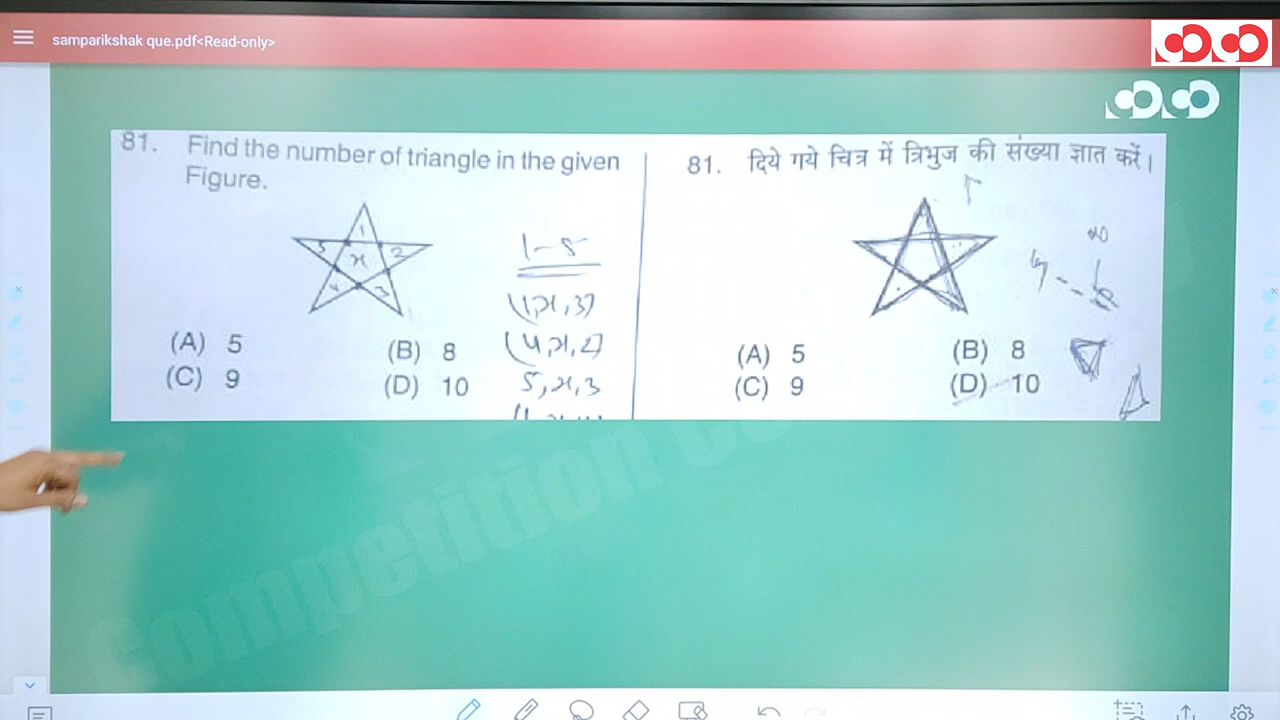 samparikshak que.pdf<Read-only>
81. Find the number of triangle in the given
Figure.
(A) 5
(B) 8
(C) 9
(D) 10
1
2
3
4
5
x
1-5
(1,x,3)
(4,x,2)
5,x,3
81. दिये गये चित्र में त्रिभुज की संख्या ज्ञात करें।
(A) 5
(B) 8
(C) 9
(D) 10